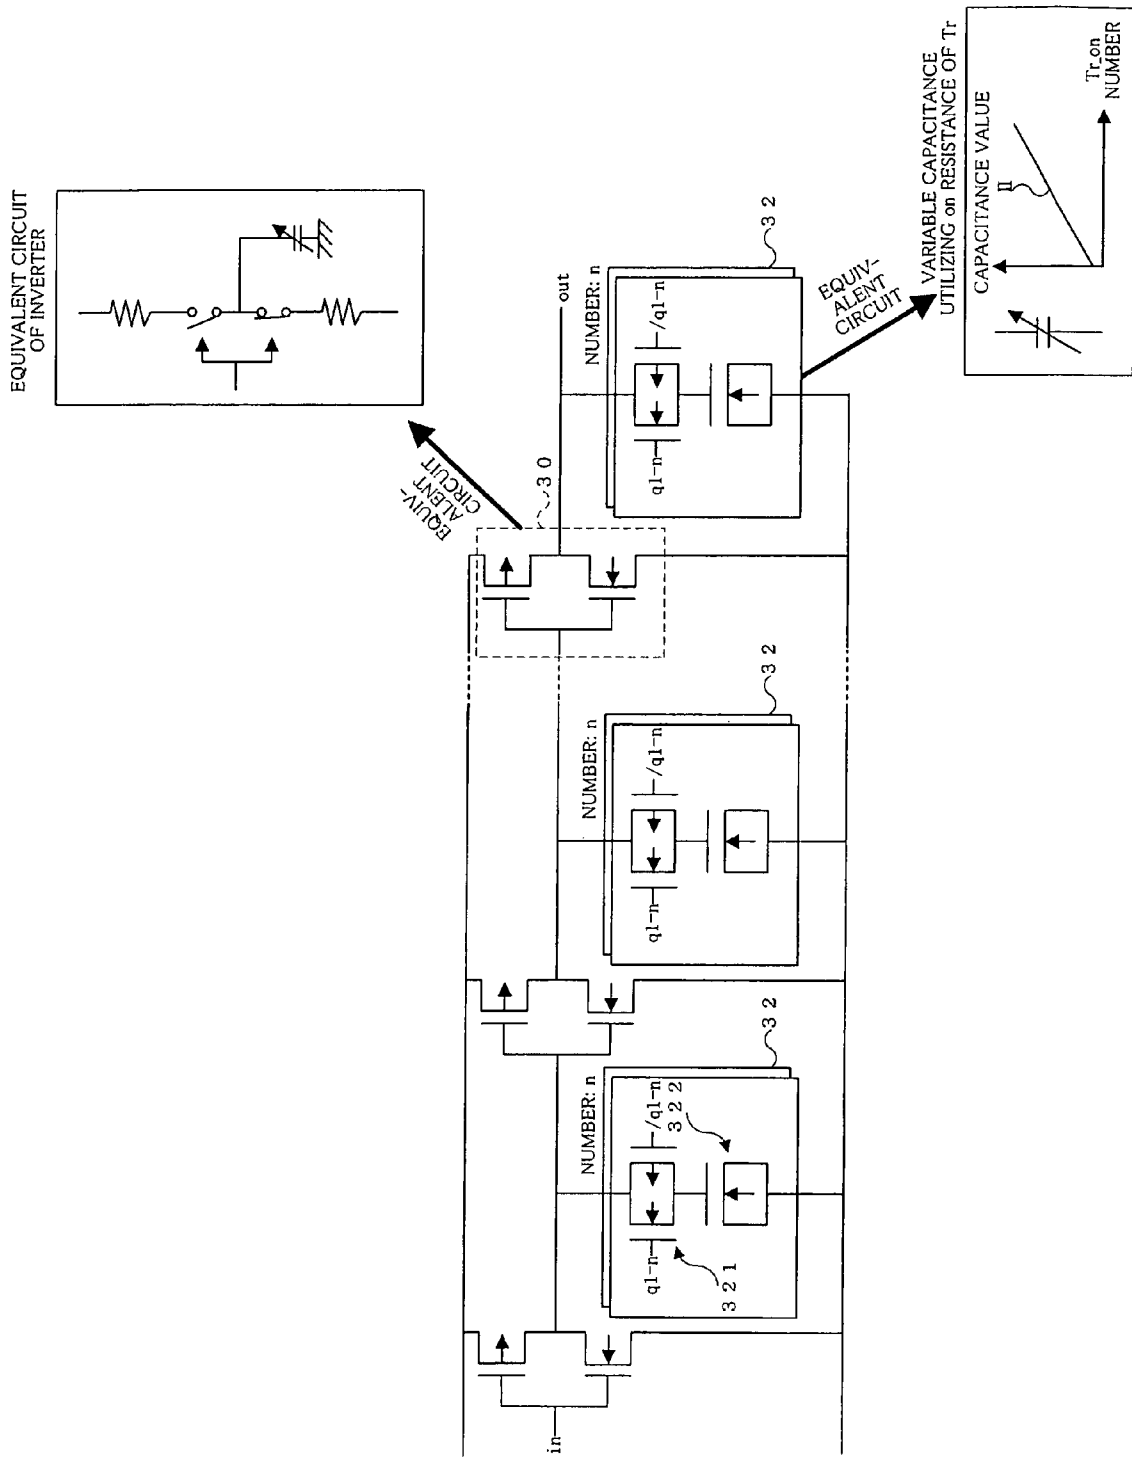 EQUIVALENT CIRCUIT
OF INVERTER
EQUIV-
ALENT
CIRCUIT
30
out
NUMBER: n
32
q1-n
/q1-n
EQUIV-
ALENT
CIRCUIT
VARIABLE CAPACITANCE
UTILIZING on RESISTANCE OF Tr
CAPACITANCE VALUE
II
Tr_on
NUMBER
NUMBER: n
32
q1-n
/q1-n
NUMBER: n
32
q1-n
/q1-n
322
321
in